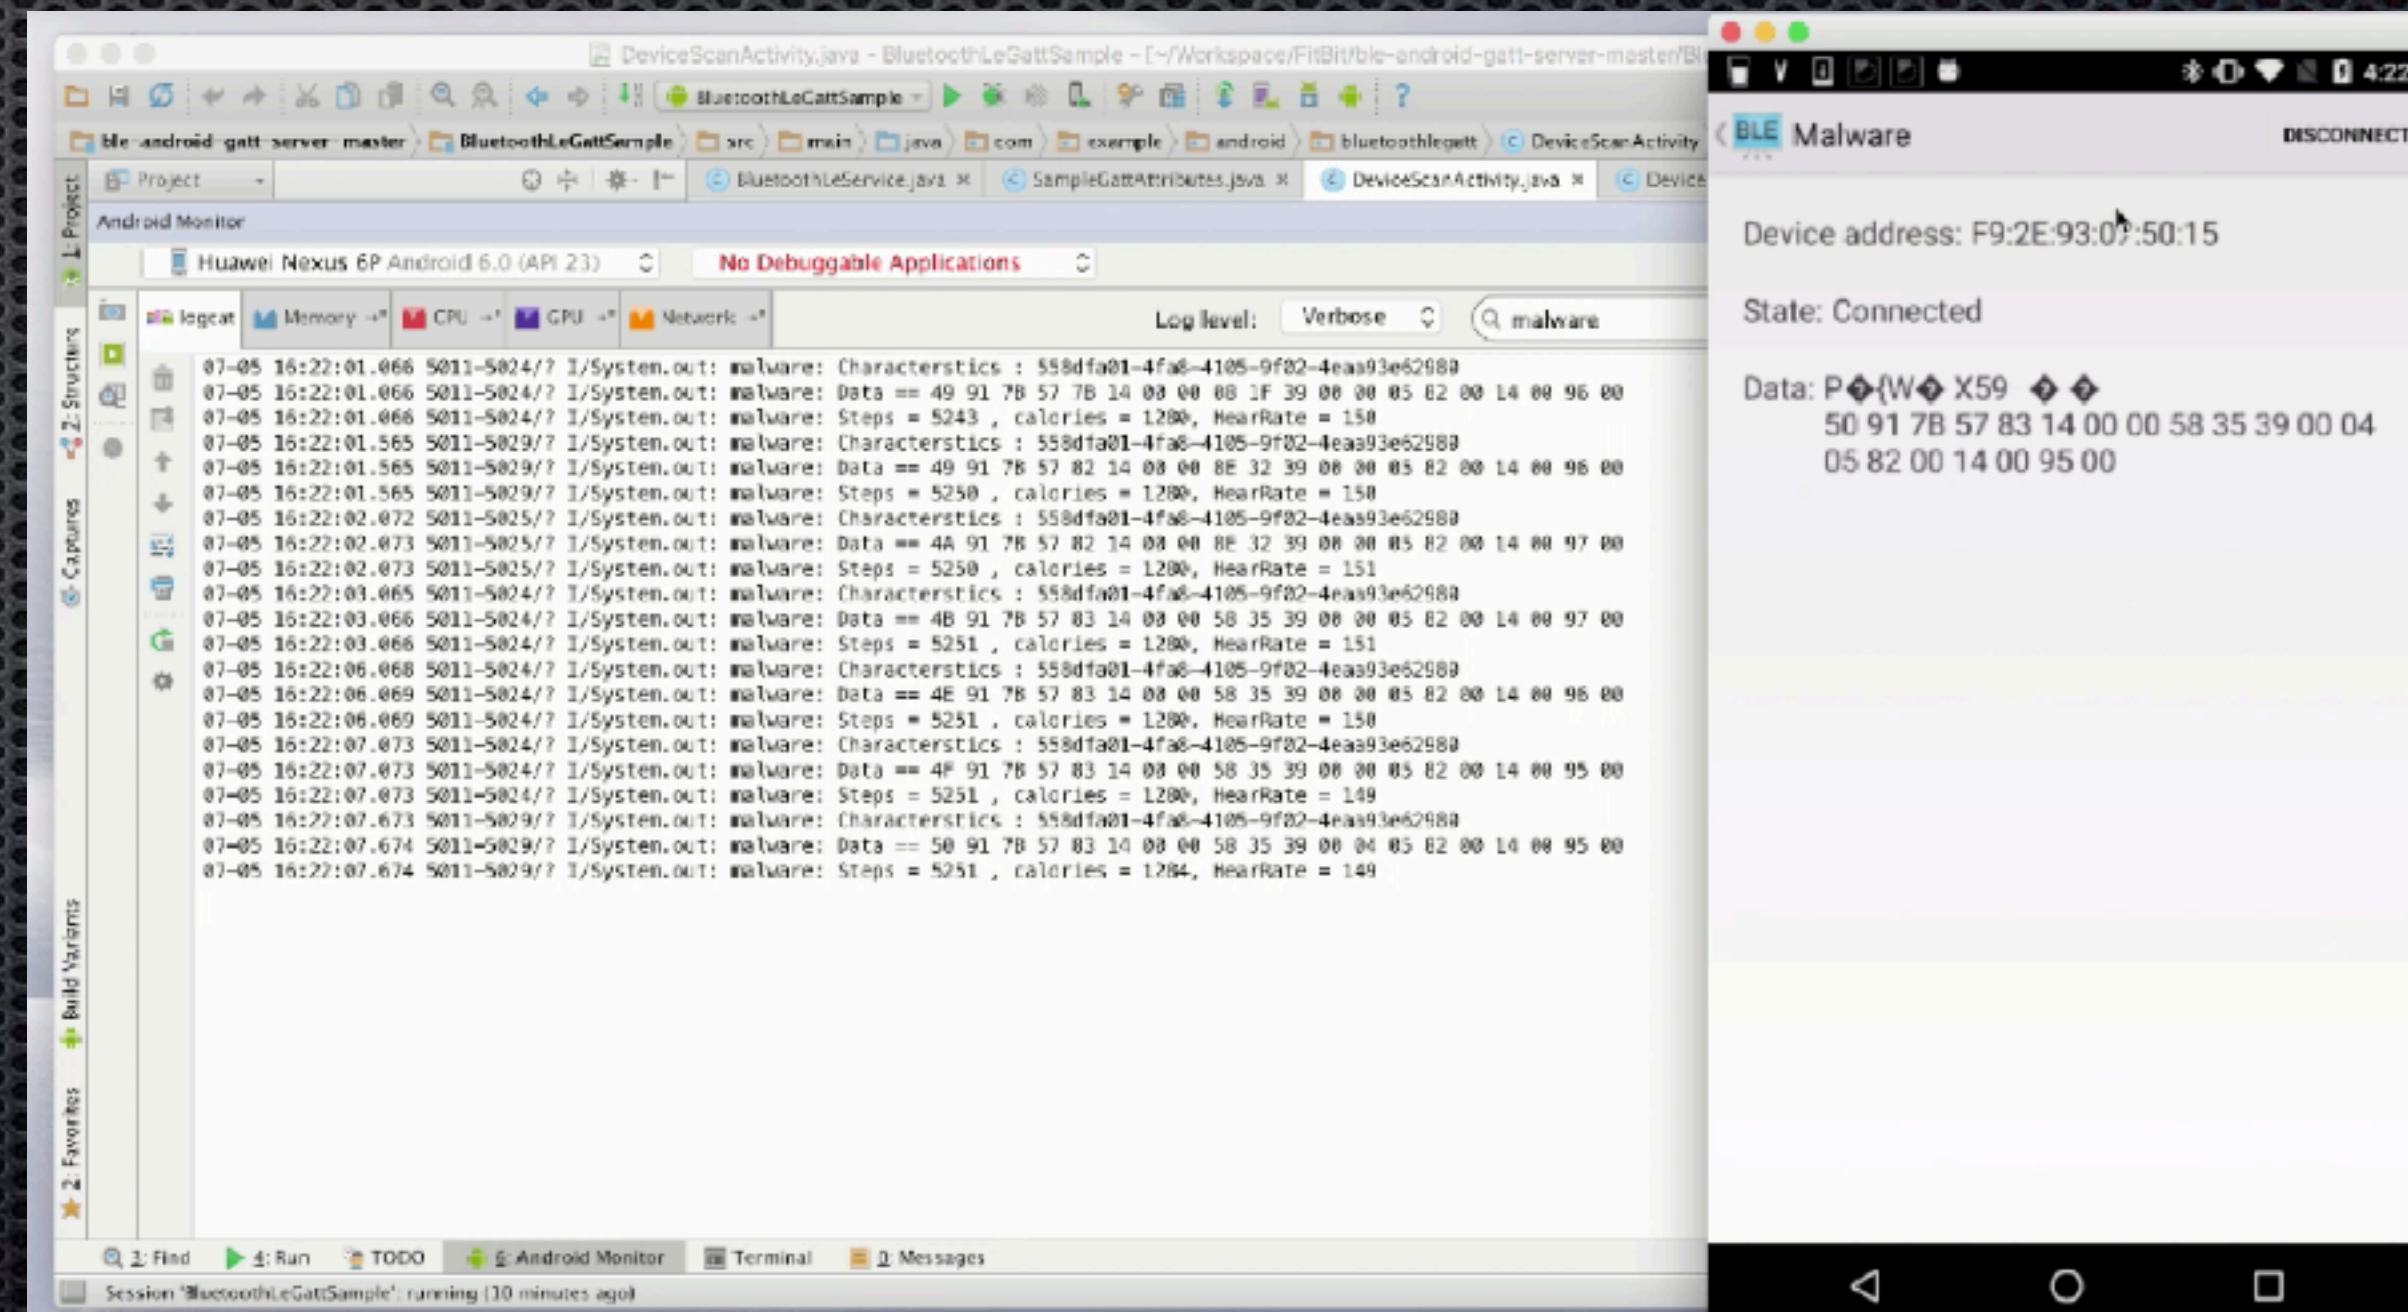 DeviceScanActivity.java - BluetoothLeGattSample - [~/Workspace/FitBit/ble-android-gatt-server-master/Bl
BluetoothLeGattSample
ble-android-gatt-server-master BluetoothLeGattSample src main java com example android bluetoothlegatt DeviceScanActivity
Project
BluetoothLeService.java SampleGattAttributes.java DeviceScanActivity.java Device
Android Monitor
Huawei Nexus 6P Android 6.0 (API 23) No Debuggable Applications
logcat Memory CPU GPU Network Log level: Verbose malware
07-05 16:22:01.066 5011-5024/? I/System.out: malware: Characterstics : 558dfa01-4fa8-4105-9f02-4eaa93e62980
07-05 16:22:01.066 5011-5024/? I/System.out: malware: Data == 49 91 7B 57 7B 14 00 00 08 1F 39 00 00 05 82 00 14 00 96 00
07-05 16:22:01.066 5011-5024/? I/System.out: malware: Steps = 5243 , calories = 1280, HearRate = 150
07-05 16:22:01.565 5011-5029/? I/System.out: malware: Characterstics : 558dfa01-4fa8-4105-9f02-4eaa93e62980
07-05 16:22:01.565 5011-5029/? I/System.out: malware: Data == 49 91 7B 57 82 14 00 00 8E 32 39 00 00 05 82 00 14 00 96 00
07-05 16:22:01.565 5011-5029/? I/System.out: malware: Steps = 5250 , calories = 1280, HearRate = 150
07-05 16:22:02.072 5011-5025/? I/System.out: malware: Characterstics : 558dfa01-4fa8-4105-9f02-4eaa93e62980
07-05 16:22:02.073 5011-5025/? I/System.out: malware: Data == 4A 91 7B 57 82 14 00 00 8E 32 39 00 00 05 82 00 14 00 97 00
07-05 16:22:02.073 5011-5025/? I/System.out: malware: Steps = 5250 , calories = 1280, HearRate = 151
07-05 16:22:03.065 5011-5024/? I/System.out: malware: Characterstics : 558dfa01-4fa8-4105-9f02-4eaa93e62980
07-05 16:22:03.066 5011-5024/? I/System.out: malware: Data == 4B 91 7B 57 83 14 00 00 58 35 39 00 00 05 82 00 14 00 97 00
07-05 16:22:03.066 5011-5024/? I/System.out: malware: Steps = 5251 , calories = 1280, HearRate = 151
07-05 16:22:06.068 5011-5024/? I/System.out: malware: Characterstics : 558dfa01-4fa8-4105-9f02-4eaa93e62980
07-05 16:22:06.069 5011-5024/? I/System.out: malware: Data == 4E 91 7B 57 83 14 00 00 58 35 39 00 00 05 82 00 14 00 96 00
07-05 16:22:06.069 5011-5024/? I/System.out: malware: Steps = 5251 , calories = 1280, HearRate = 150
07-05 16:22:07.073 5011-5024/? I/System.out: malware: Characterstics : 558dfa01-4fa8-4105-9f02-4eaa93e62980
07-05 16:22:07.073 5011-5024/? I/System.out: malware: Data == 4F 91 7B 57 83 14 00 00 58 35 39 00 00 05 82 00 14 00 95 00
07-05 16:22:07.073 5011-5024/? I/System.out: malware: Steps = 5251 , calories = 1280, HearRate = 149
07-05 16:22:07.673 5011-5029/? I/System.out: malware: Characterstics : 558dfa01-4fa8-4105-9f02-4eaa93e62980
07-05 16:22:07.674 5011-5029/? I/System.out: malware: Data == 50 91 7B 57 83 14 00 00 58 35 39 00 04 05 82 00 14 00 95 00
07-05 16:22:07.674 5011-5029/? I/System.out: malware: Steps = 5251 , calories = 1284, HearRate = 149
1: Project
2: Structure
Captures
Build Variants
2: Favorites
3: Find 4: Run TODO 6: Android Monitor Terminal 0: Messages
Session 'BluetoothLeGattSample': running (10 minutes ago)
4:22
BLE Malware DISCONNECT
Device address: F9:2E:93:07:50:15
State: Connected
Data: P�{W� X59 � �
50 91 7B 57 83 14 00 00 58 35 39 00 04
05 82 00 14 00 95 00